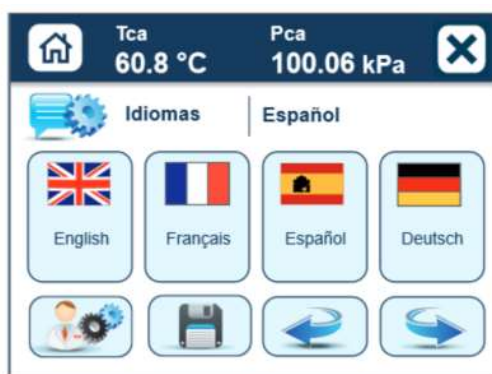 Tca Pca
60.8 °C 100.06 kPa
Idiomas Español
English Français Español Deutsch